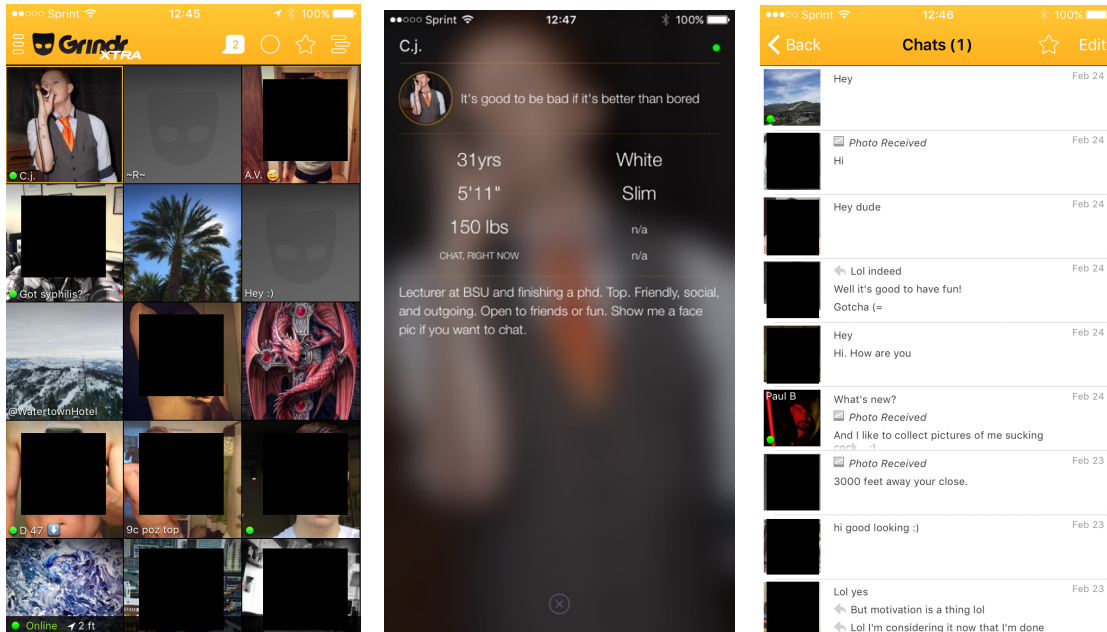 Sprint 12:45 100%
Grindr
XTRA
2
C.j.
~R~
A.V.
Got syphilis?
Hey :)
@WatertownHotel
D 47
9c poz top
Online 2 ft
Sprint 12:47 100%
C.j.
It's good to be bad if it's better than bored
31yrs White
5'11" Slim
150 lbs n/a
CHAT, RIGHT NOW n/a
Lecturer at BSU and finishing a phd. Top. Friendly, social,
and outgoing. Open to friends or fun. Show me a face
pic if you want to chat.
Sprint 12:46 100%
Back Chats (1) Edit
Hey Feb 24
Photo Received Feb 24
Hi
Hey dude Feb 24
Lol indeed Feb 24
Well it's good to have fun!
Gotcha (=
Hey Feb 24
Hi. How are you
Paul B
What's new? Feb 24
Photo Received
And I like to collect pictures of me sucking
cock... :)
Photo Received Feb 23
3000 feet away your close.
hi good looking :) Feb 23
Lol yes Feb 23
But motivation is a thing lol
Lol I'm considering it now that I'm done